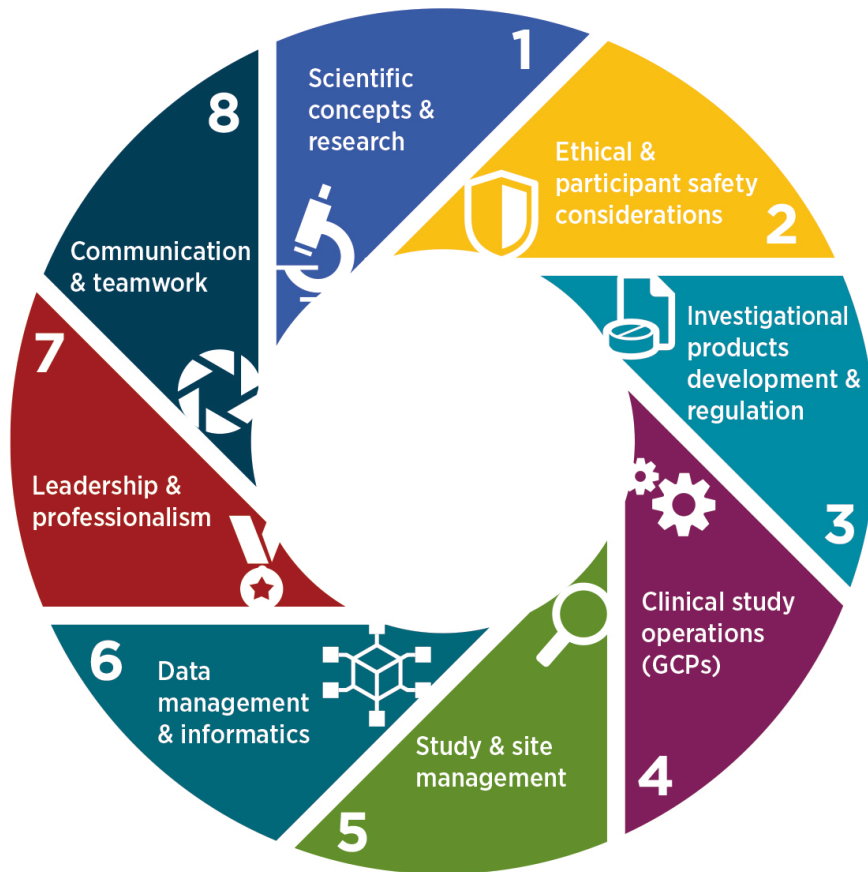 1
Scientific
concepts &
research
2
Ethical &
participant safety
considerations
3
Investigational
products
development &
regulation
4
Clinical study
operations
(GCPs)
5
Study & site
management
6
Data
management
& informatics
7
Leadership &
professionalism
8
Communication
& teamwork